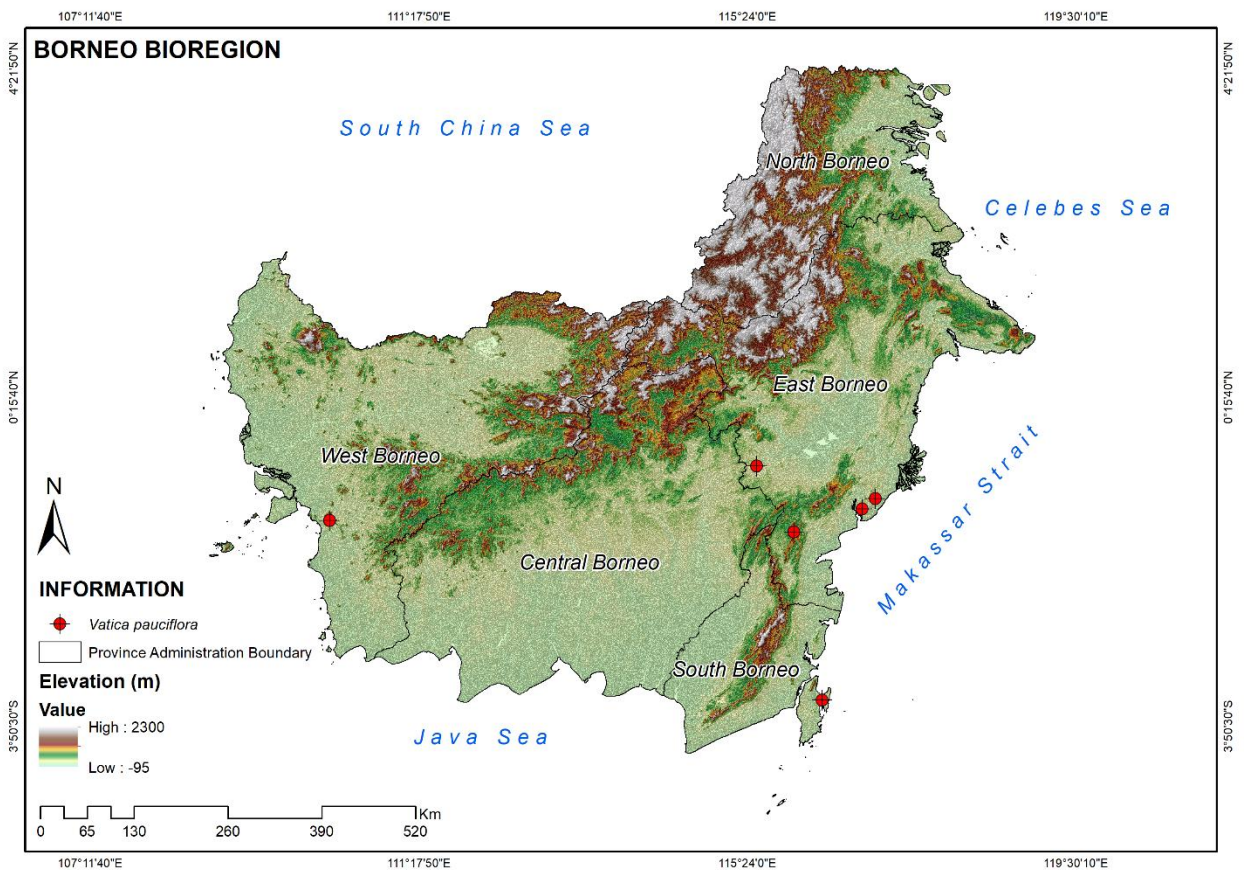 107°11'40"E 111°17'50"E 115°24'0"E 119°30'10"E
BORNEO BIOREGION
4°21'50"N
4°21'50"N
South China Sea
North Borneo
Celebes Sea
0°15'40"N
0°15'40"N
East Borneo
West Borneo
Makassar Strait
N
Central Borneo
INFORMATION
Vatica pauciflora
Province Administration Boundary
South Borneo
Elevation (m)
Value
High : 2300
Low : -95
3°50'30"S
3°50'30"S
Java Sea
Km
0 65 130 260 390 520
107°11'40"E 111°17'50"E 115°24'0"E 119°30'10"E